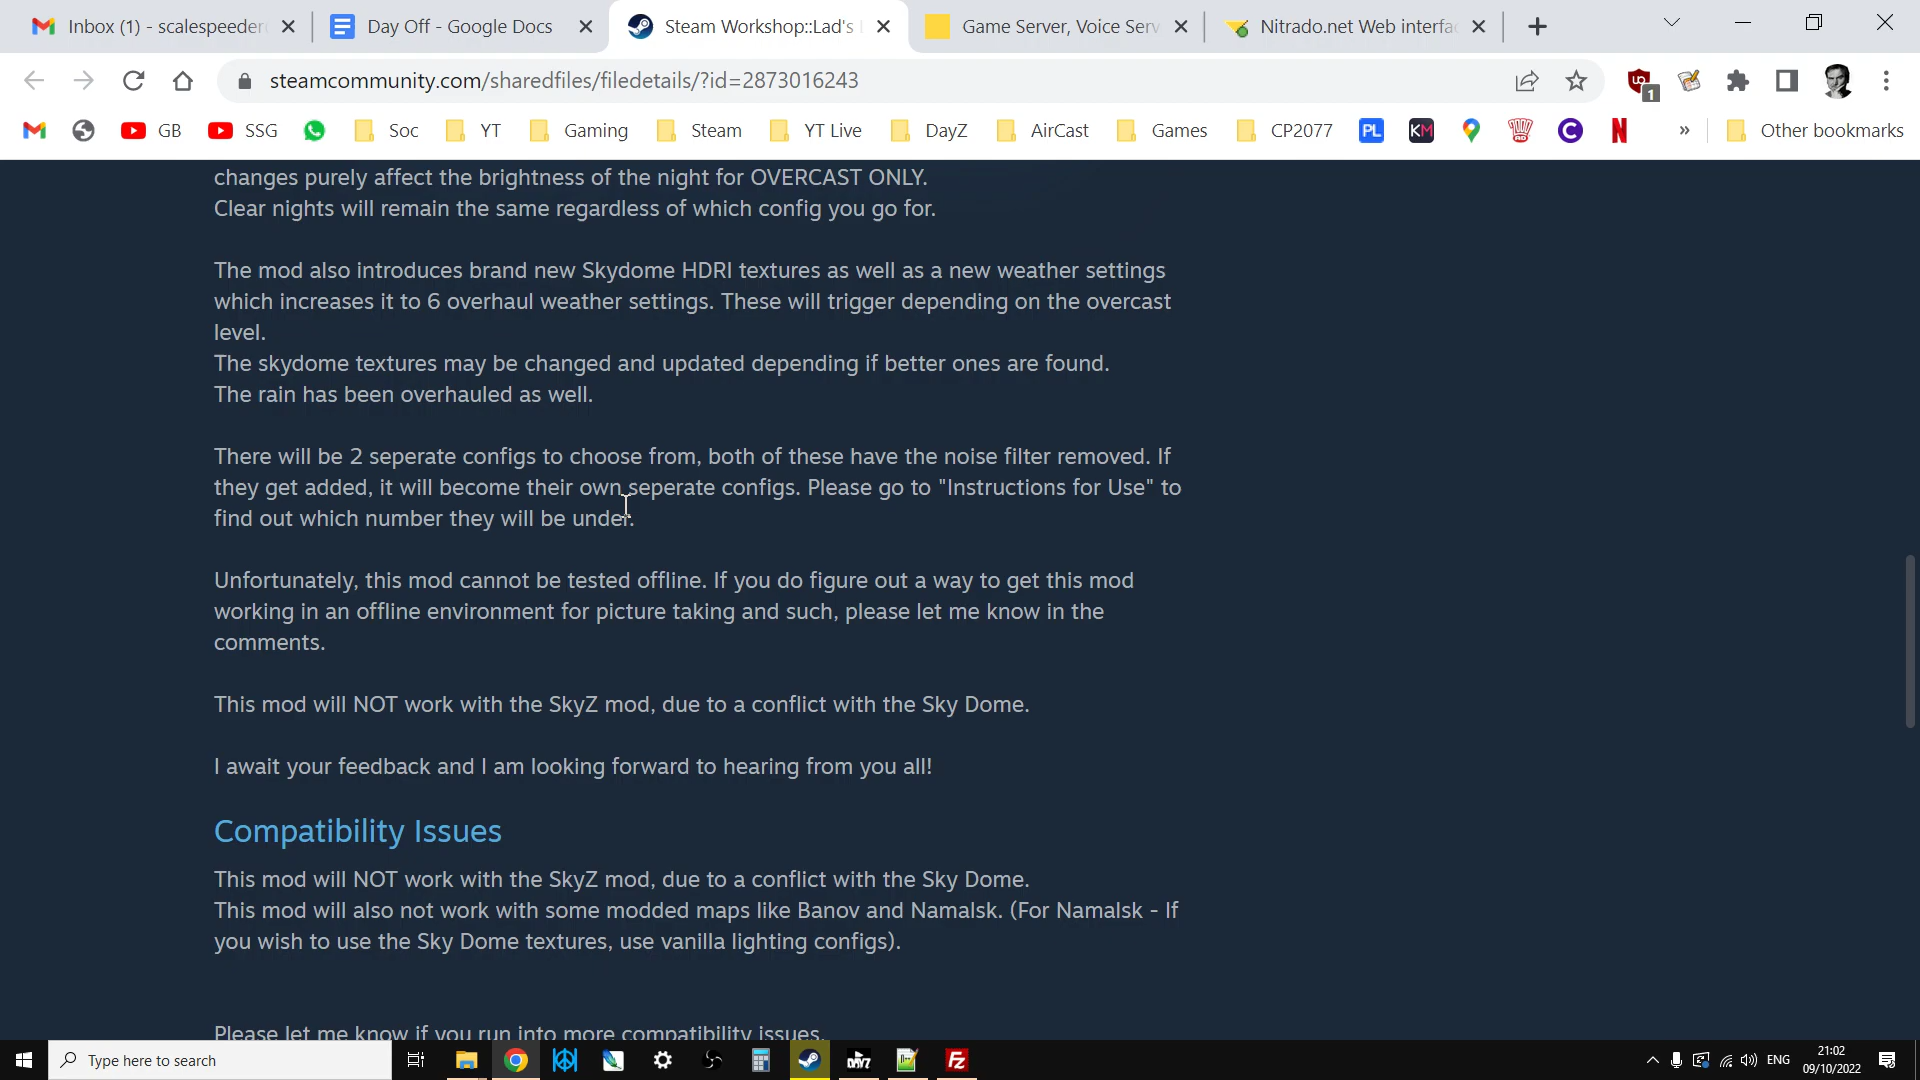 Inbox (1) - scalespeeder
Day Off - Google Docs
Steam Workshop::Lad's
Game Server, Voice Serv
Nitrado.net Web interfac
steamcommunity.com/sharedfiles/filedetails/?id=2873016243
1
GB
SSG
Soc
YT
Gaming
Steam
YT Live
DayZ
AirCast
Games
CP2077
PL
KM
»
Other bookmarks
changes purely affect the brightness of the night for OVERCAST ONLY.
Clear nights will remain the same regardless of which config you go for.
The mod also introduces brand new Skydome HDRI textures as well as a new weather settings
which increases it to 6 overhaul weather settings. These will trigger depending on the overcast
level.
The skydome textures may be changed and updated depending if better ones are found.
The rain has been overhauled as well.
There will be 2 seperate configs to choose from, both of these have the noise filter removed. If
they get added, it will become their own seperate configs. Please go to "Instructions for Use" to
find out which number they will be under.
Unfortunately, this mod cannot be tested offline. If you do figure out a way to get this mod
working in an offline environment for picture taking and such, please let me know in the
comments.
This mod will NOT work with the SkyZ mod, due to a conflict with the Sky Dome.
I await your feedback and I am looking forward to hearing from you all!
Compatibility Issues
This mod will NOT work with the SkyZ mod, due to a conflict with the Sky Dome.
This mod will also not work with some modded maps like Banov and Namalsk. (For Namalsk - If
you wish to use the Sky Dome textures, use vanilla lighting configs).
Please let me know if you run into more compatibility issues.
Type here to search
DAYZ
Fz
ENG
21:02
09/10/2022